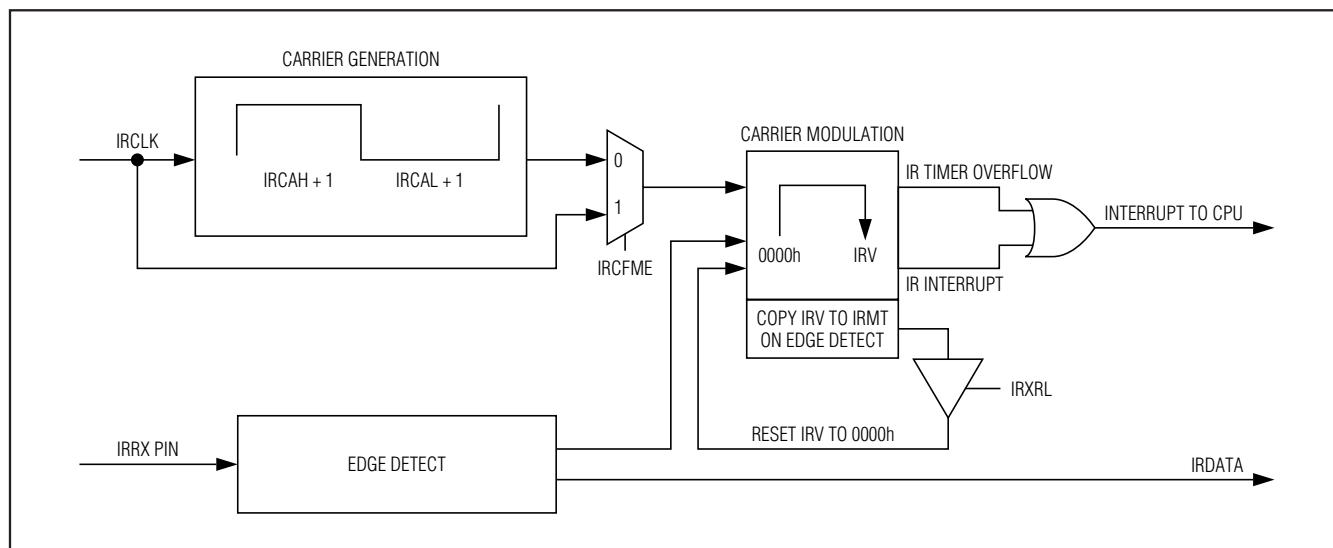 CARRIER GENERATION
IRCLK
IRCAH + 1
IRCAL + 1
0
1
IRCFME
CARRIER MODULATION
0000h
IRV
IR TIMER OVERFLOW
IR INTERRUPT
INTERRUPT TO CPU
COPY IRV TO IRMT
ON EDGE DETECT
IRXRL
RESET IRV TO 0000h
IRRX PIN
EDGE DETECT
IRDATA